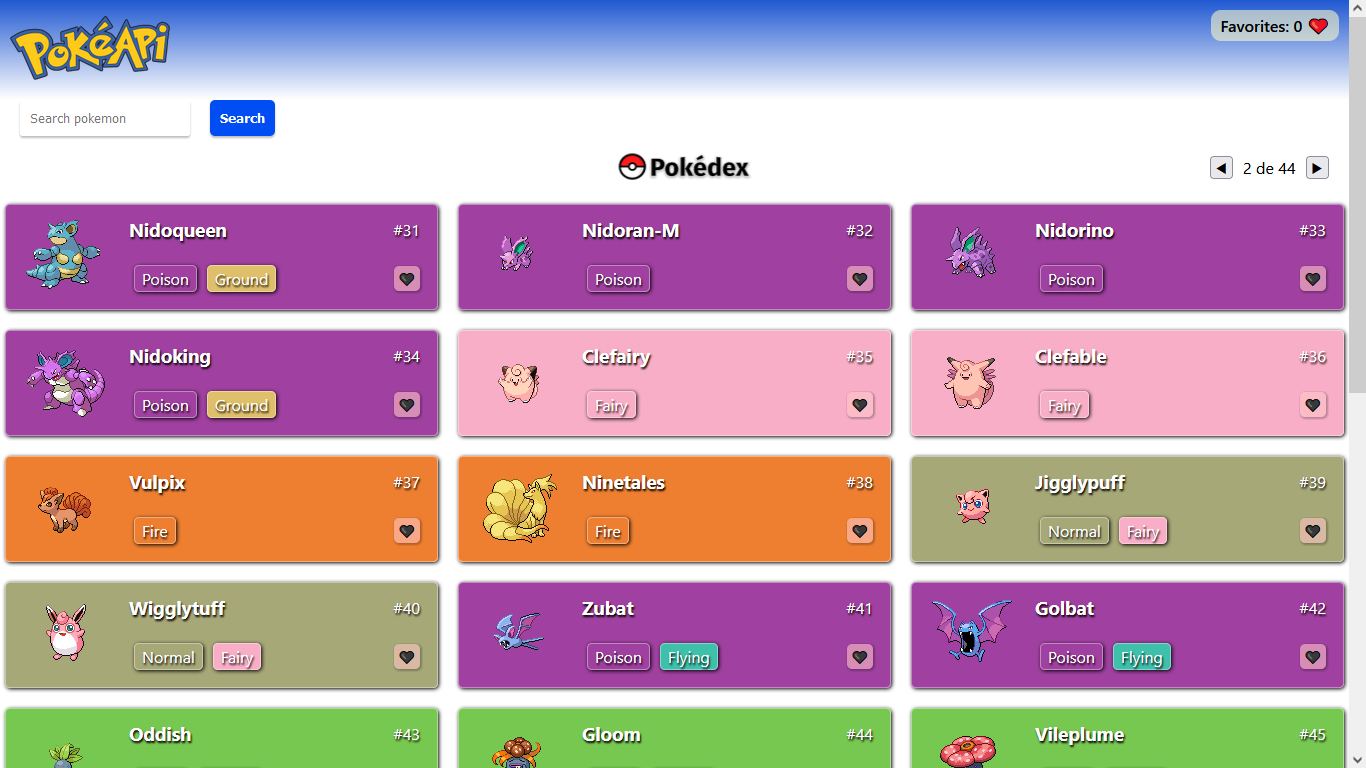 PokéAPi
Favorites: 0
Search pokemon
Search
Pokédex
2 de 44
Nidoqueen #31
Poison Ground
Nidoran-M #32
Poison
Nidorino #33
Poison
Nidoking #34
Poison Ground
Clefairy #35
Fairy
Clefable #36
Fairy
Vulpix #37
Fire
Ninetales #38
Fire
Jigglypuff #39
Normal Fairy
Wigglytuff #40
Normal Fairy
Zubat #41
Poison Flying
Golbat #42
Poison Flying
Oddish #43
Gloom #44
Vileplume #45